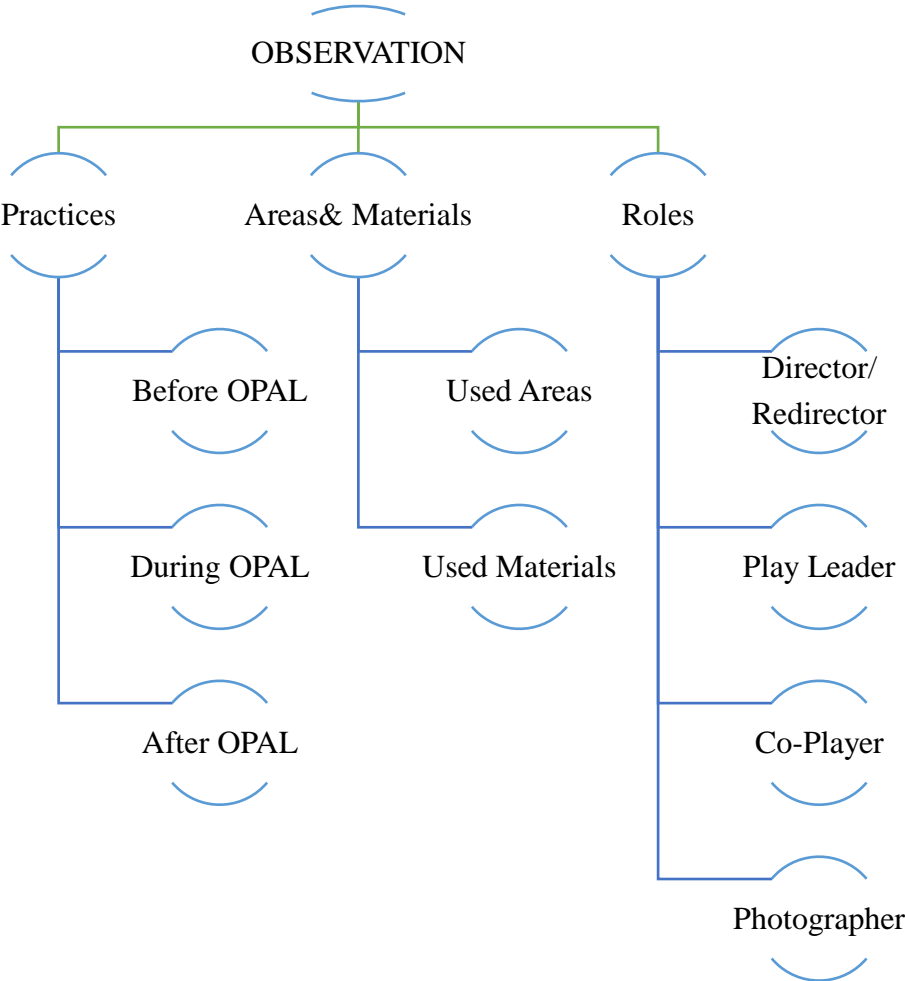 OBSERVATION
Practices
Areas& Materials
Roles
Before OPAL
Used Areas
Director/
Redirector
During OPAL
Used Materials
Play Leader
After OPAL
Co-Player
Photographer